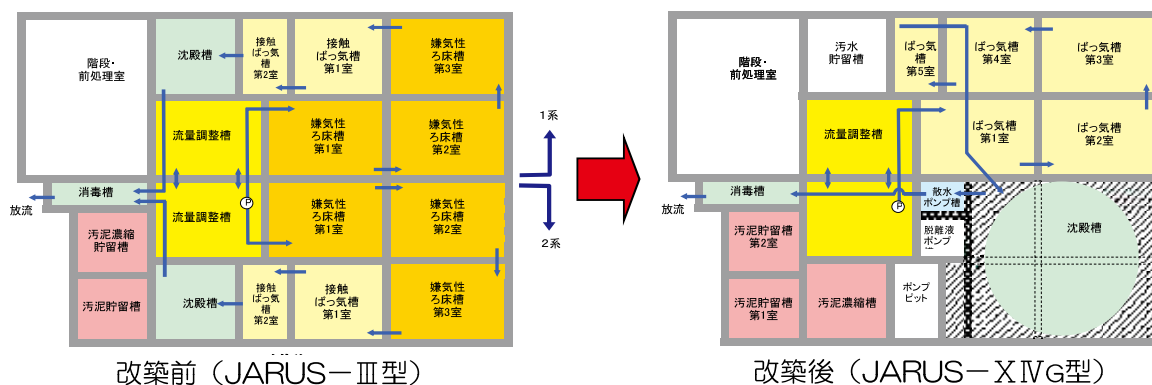 階段・
前処理室
沈殿槽
接触
ばっ気
槽
第2室
接触
ばっ気槽
第1室
嫌気性
ろ床槽
第3室
流量調整槽
嫌気性
ろ床槽
第1室
嫌気性
ろ床槽
第2室
消毒槽
放流
流量調整槽
P
嫌気性
ろ床槽
第1室
嫌気性
ろ床槽
第2室
汚泥濃縮
貯留槽
汚泥貯留槽
沈殿槽
接触
ばっ気
槽
第2室
接触
ばっ気槽
第1室
嫌気性
ろ床槽
第3室
改築前（JARUS－Ⅲ型）
1系
2系
階段・
前処理室
汚水
貯留槽
ばっ気
槽
第5室
ばっ気槽
第4室
ばっ気槽
第3室
流量調整槽
ばっ気槽
第1室
ばっ気槽
第2室
消毒槽
放流
P
散水
ポンプ槽
脱離液
ポンプ
沈殿槽
汚泥貯留槽
第2室
汚泥貯留槽
第1室
汚泥濃縮槽
ポンプ
ピット
改築後（JARUS－ⅩⅣG型）